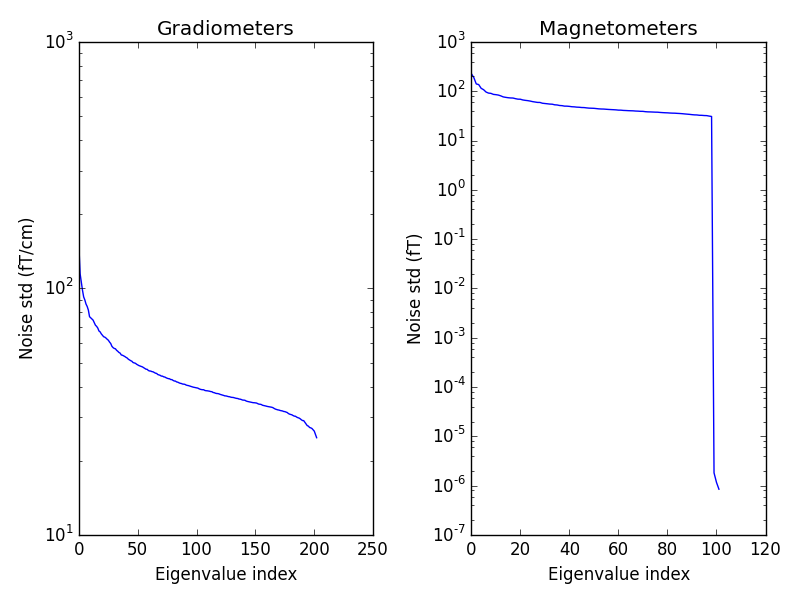 Gradiometers
10^3
10^2
10^1
Noise std (fT/cm)
0 50 100 150 200 250
Eigenvalue index
Magnetometers
10^3
10^2
10^1
10^0
10^-1
10^-2
10^-3
10^-4
10^-5
10^-6
10^-7
Noise std (fT)
0 20 40 60 80 100 120
Eigenvalue index